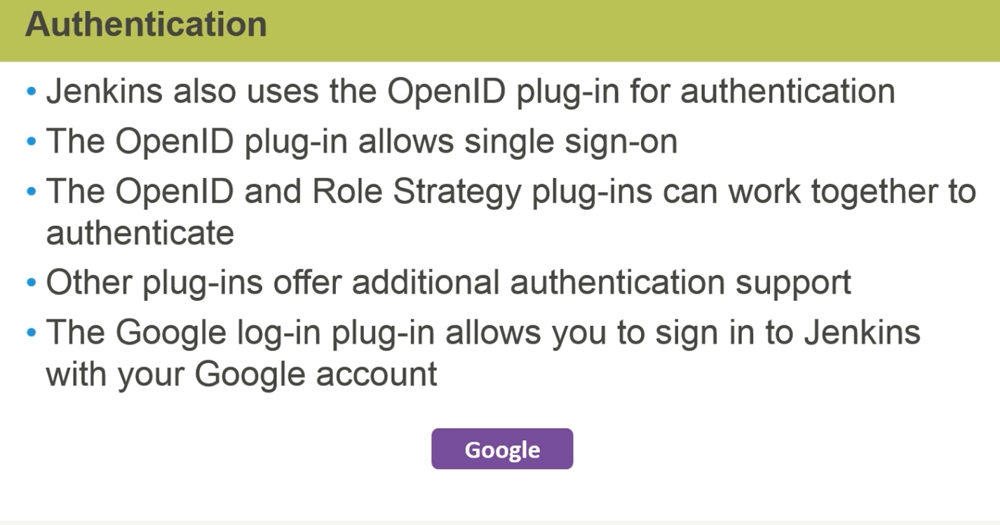 Authentication
• Jenkins also uses the OpenID plug-in for authentication
• The OpenID plug-in allows single sign-on
• The OpenID and Role Strategy plug-ins can work together to
authenticate
• Other plug-ins offer additional authentication support
• The Google log-in plug-in allows you to sign in to Jenkins
with your Google account
Google